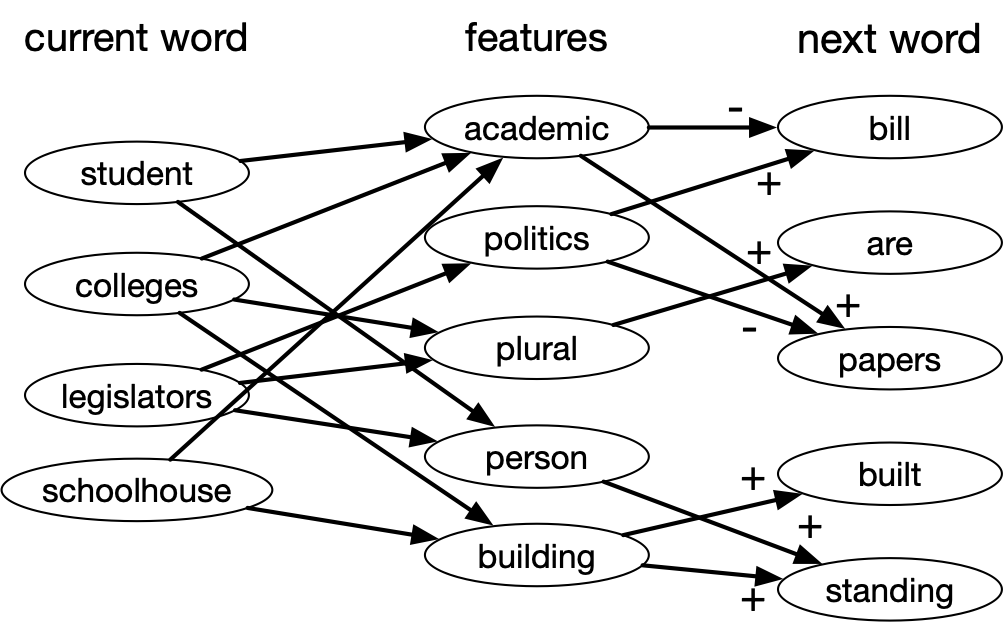 current word features next word
student
colleges
legislators
schoolhouse
academic
politics
plural
person
building
bill
are
papers
built
standing
-
+
+
+
-
+
+
+